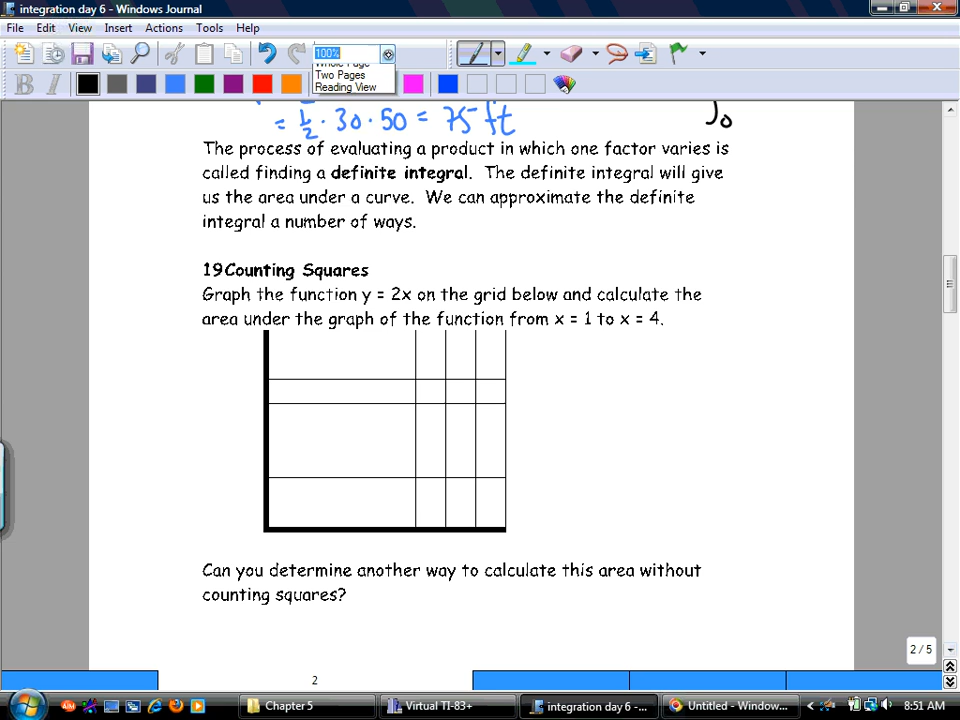 integration day 6 - Windows Journal
File Edit View Insert Actions Tools Help
100%
Whole Page
Two Pages
Reading View
B I
= 1/2 · 30 · 50 = 75 ft
The process of evaluating a product in which one factor varies is
called finding a definite integral. The definite integral will give
us the area under a curve. We can approximate the definite
integral a number of ways.
19Counting Squares
Graph the function y = 2x on the grid below and calculate the
area under the graph of the function from x = 1 to x = 4.
Can you determine another way to calculate this area without
counting squares?
2 / 5
2
Chapter 5
Virtual TI-83+
integration day 6 -...
Untitled - Window...
8:51 AM